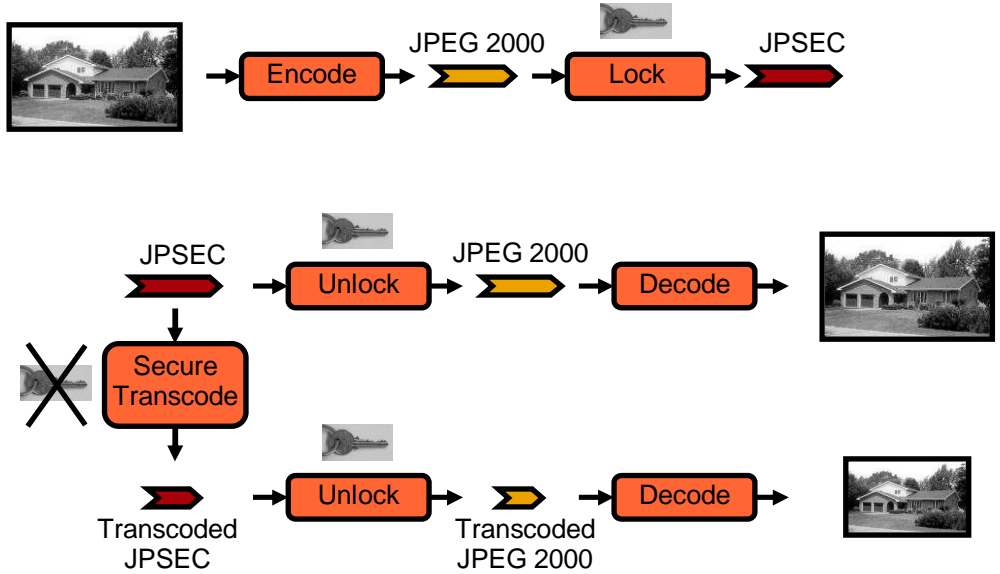 JPEG 2000
JPSEC
Encode
Lock
JPSEC
JPEG 2000
Unlock
Decode
Secure
Transcode
Unlock
Decode
Transcoded
JPSEC
Transcoded
JPEG 2000